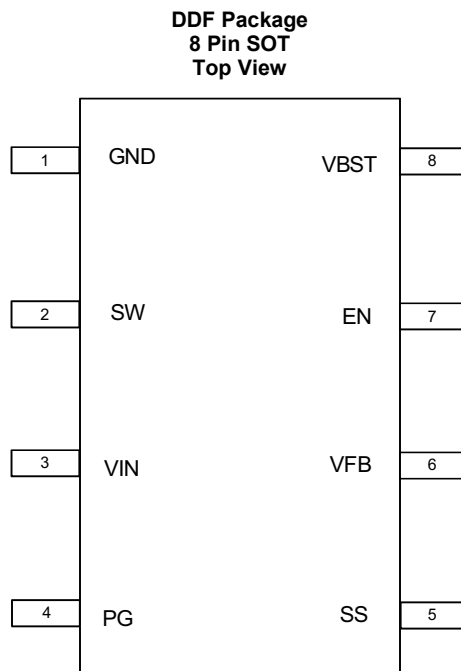 DDF Package
8 Pin SOT
Top View
1 GND VBST 8
2 SW EN 7
3 VIN VFB 6
4 PG SS 5